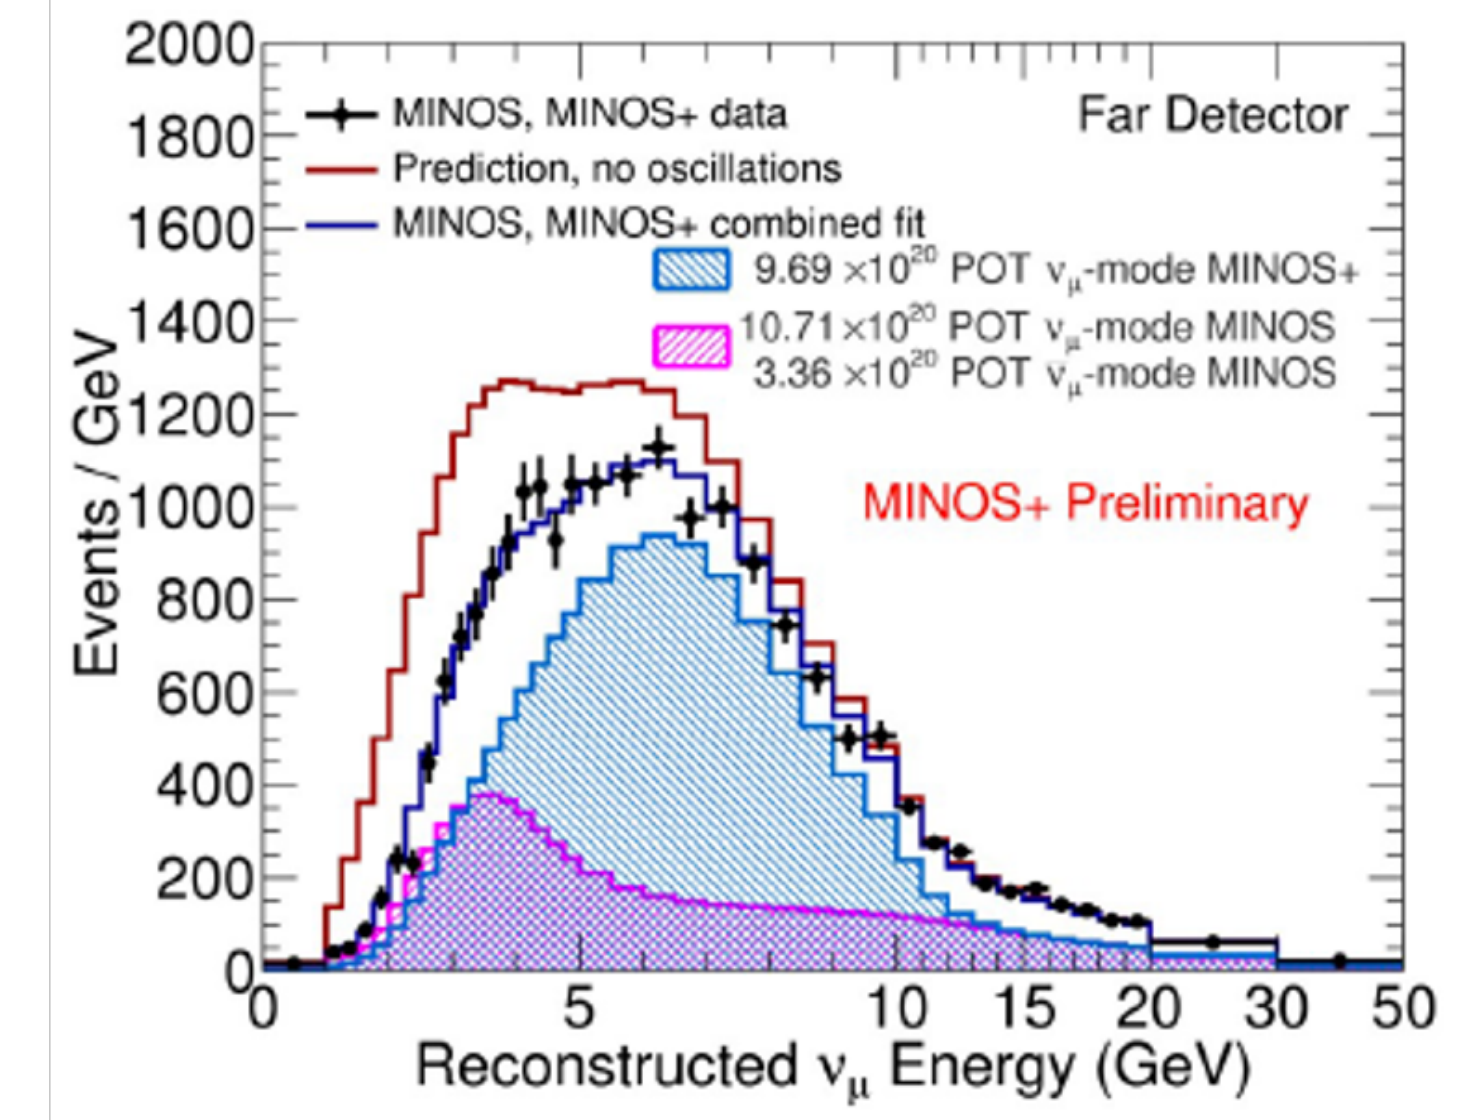 2000
1800
1600
1400
1200
1000
800
600
400
200
0
Events / GeV
MINOS, MINOS+ data
Prediction, no oscillations
MINOS, MINOS+ combined fit
Far Detector
9.69 ×10²⁰ POT νμ-mode MINOS+
10.71×10²⁰ POT νμ-mode MINOS
3.36 ×10²⁰ POT ν̄μ-mode MINOS
MINOS+ Preliminary
0 5 10 15 20 30 50
Reconstructed νμ Energy (GeV)